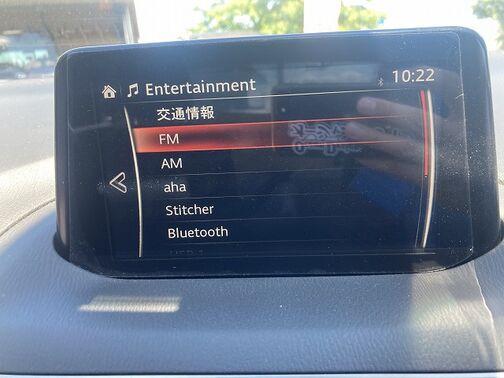 Entertainment
10:22
交通情報
FM
AM
aha
Stitcher
Bluetooth